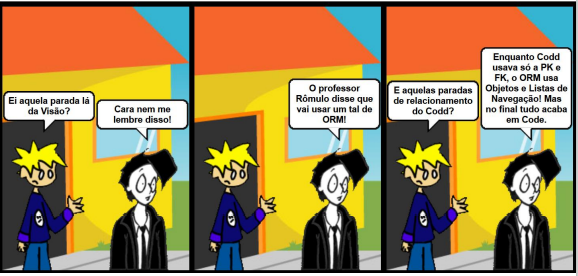 Ei aquela parada lá
da Visão?
Cara nem me
lembre disso!
O professor
Rômulo disse que
vai usar um tal de
ORM!
E aquelas paradas
de relacionamento
do Codd?
Enquanto Codd
usava só a PK e
FK, o ORM usa
Objetos e Listas de
Navegação! Mas
no final tudo acaba
em Code.